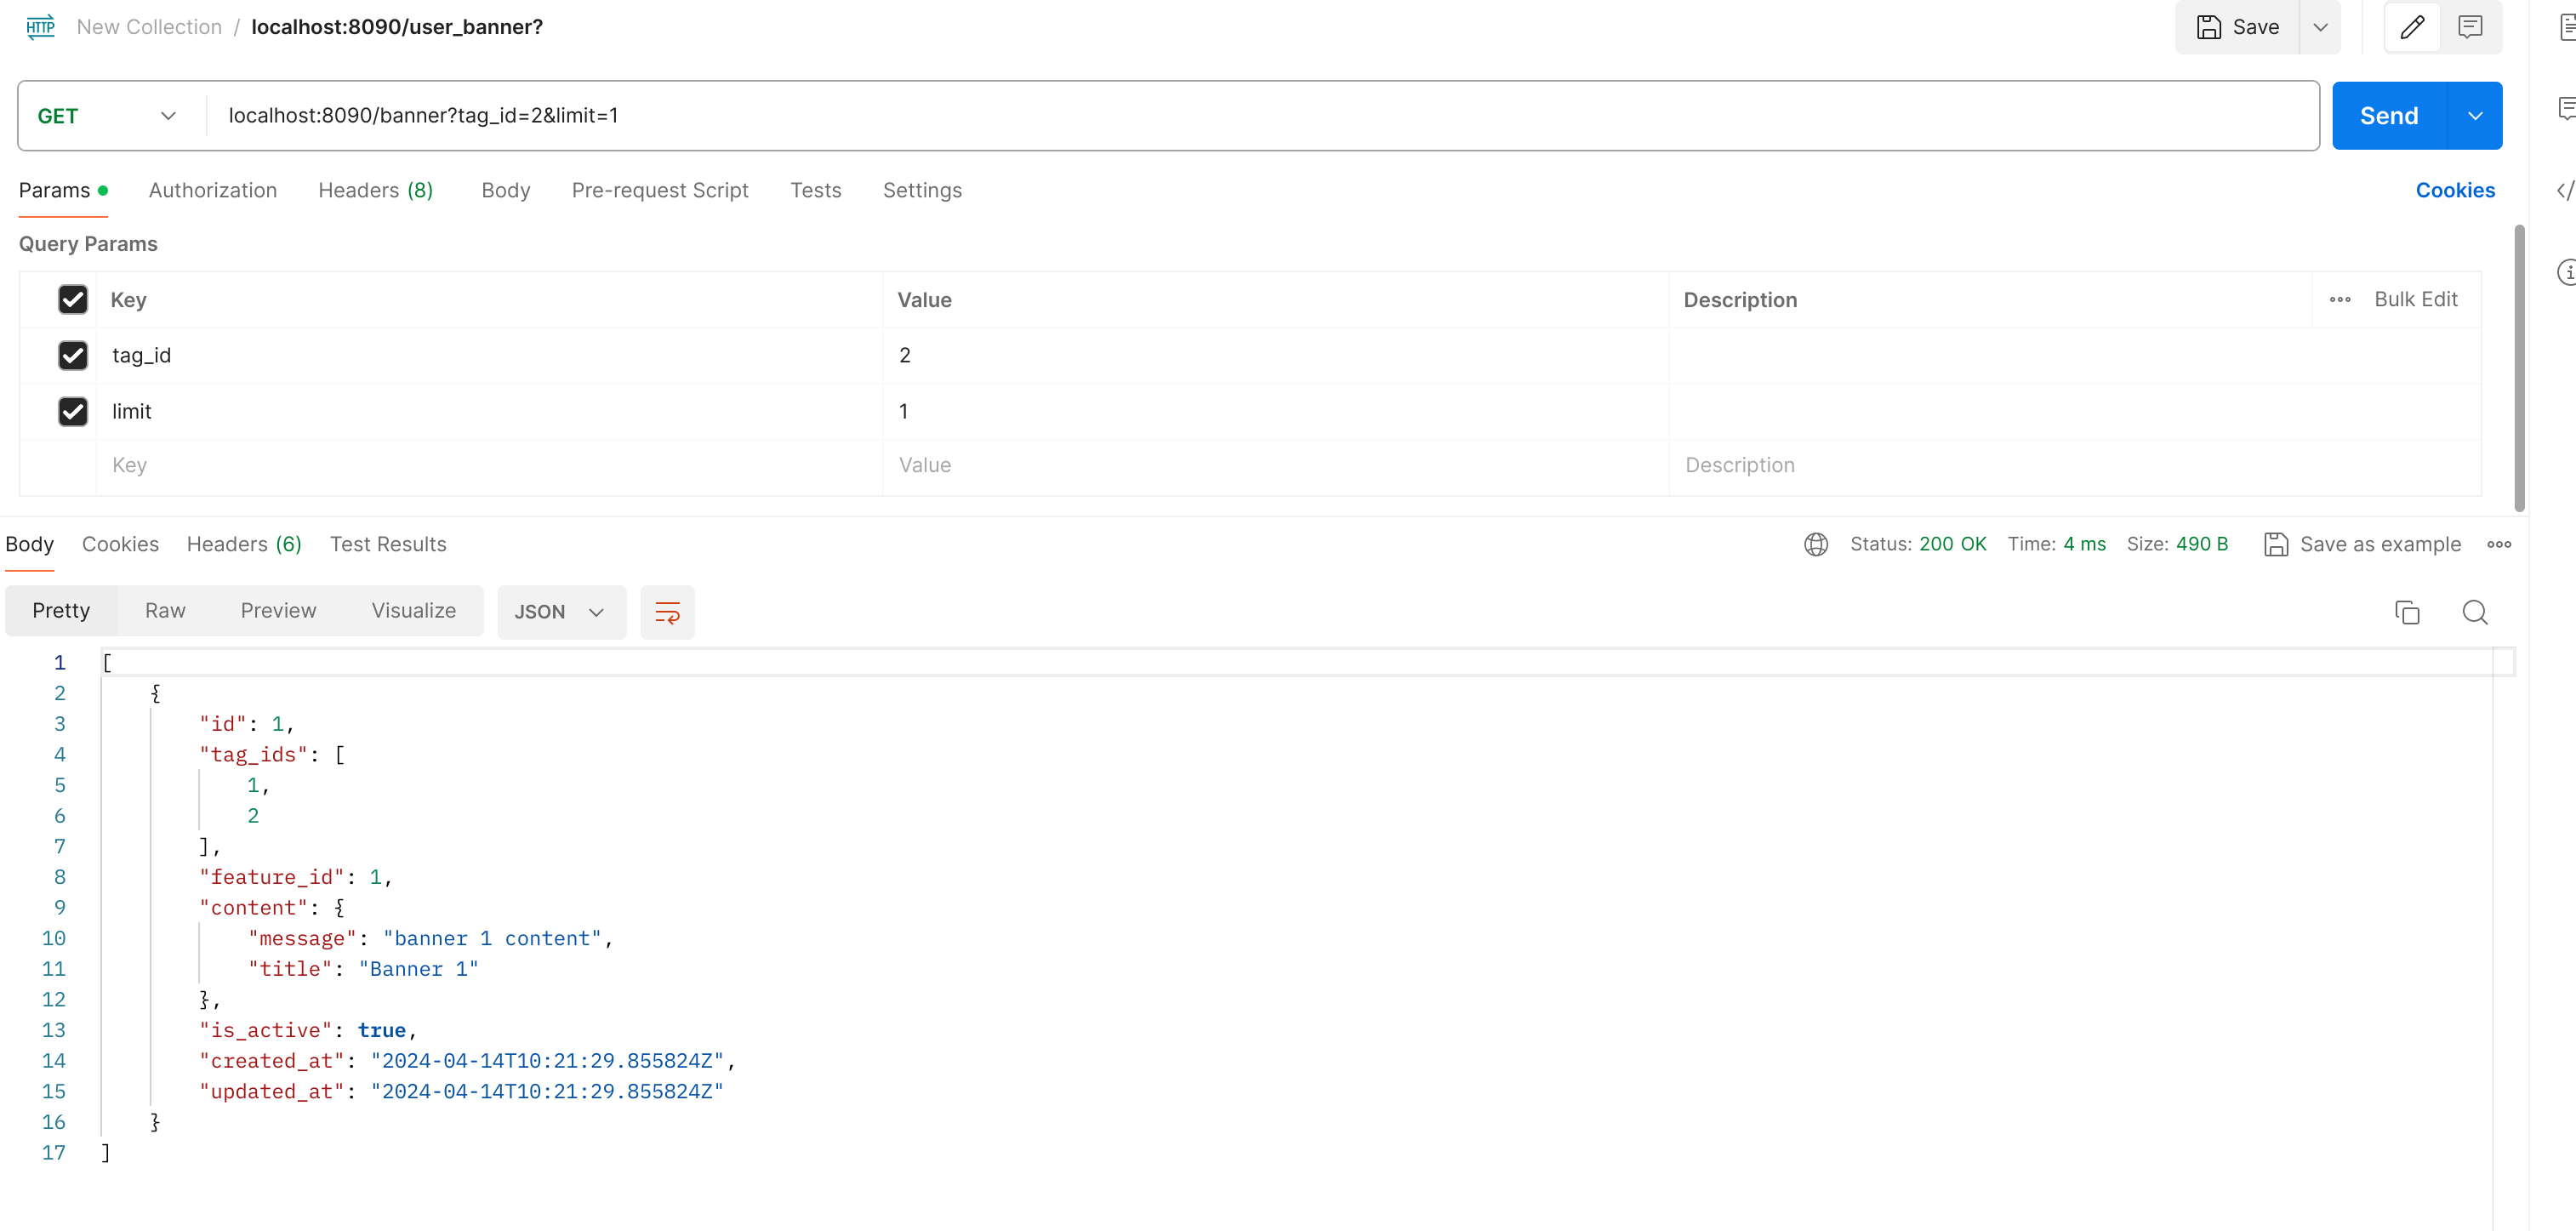 HTTP New Collection / localhost:8090/user_banner? Save
GET localhost:8090/banner?tag_id=2&limit=1 Send
Params Authorization Headers (8) Body Pre-request Script Tests Settings Cookies
Query Params
Key Value Description Bulk Edit
tag_id 2
limit 1
Key Value Description
Body Cookies Headers (6) Test Results Status: 200 OK Time: 4 ms Size: 490 B Save as example
Pretty Raw Preview Visualize JSON
1 [
2 {
3 "id": 1,
4 "tag_ids": [
5 1,
6 2
7 ],
8 "feature_id": 1,
9 "content": {
10 "message": "banner 1 content",
11 "title": "Banner 1"
12 },
13 "is_active": true,
14 "created_at": "2024-04-14T10:21:29.855824Z",
15 "updated_at": "2024-04-14T10:21:29.855824Z"
16 }
17 ]